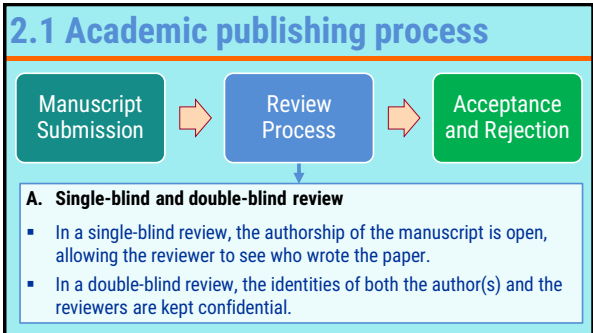 2.1 Academic publishing process
Manuscript
Submission
Review
Process
Acceptance
and Rejection
A. Single-blind and double-blind review
▪ In a single-blind review, the authorship of the manuscript is open,
allowing the reviewer to see who wrote the paper.
▪ In a double-blind review, the identities of both the author(s) and the
reviewers are kept confidential.